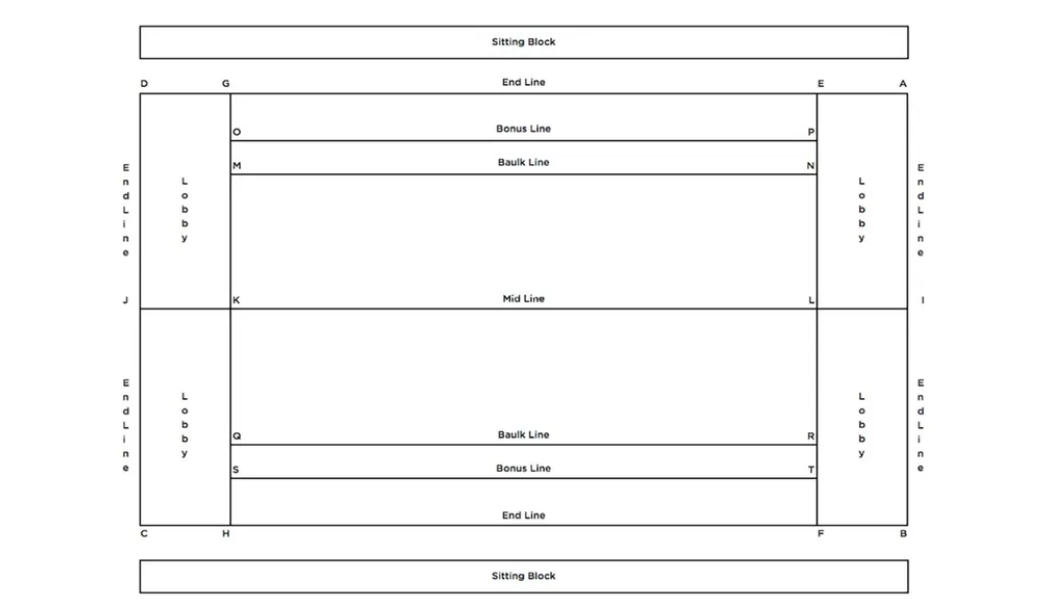 Sitting Block
D G End Line E A
O Bonus Line P
M Baulk Line N
EndLine
Lobby
Lobby
EndLine
J K Mid Line L I
EndLine
Lobby
Lobby
EndLine
Q Baulk Line R
S Bonus Line T
End Line
C H F B
Sitting Block